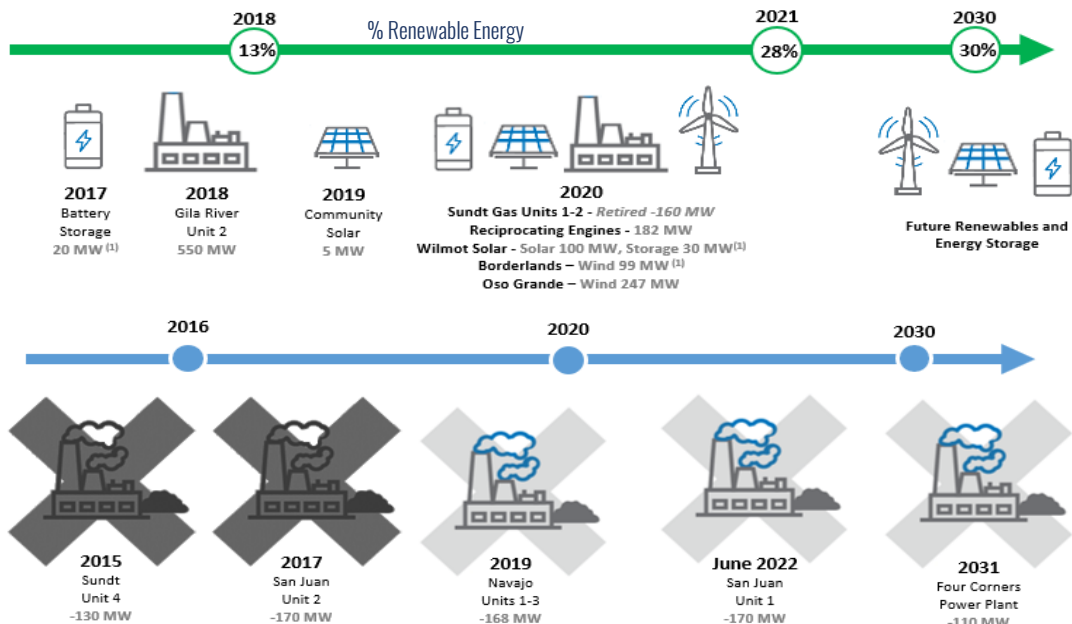 2018
% Renewable Energy
2021
2030
13%
28%
30%
2017
Battery
Storage
20 MW (1)
2018
Gila River
Unit 2
550 MW
2019
Community
Solar
5 MW
2020
Sundt Gas Units 1-2 - Retired -160 MW
Reciprocating Engines - 182 MW
Wilmot Solar - Solar 100 MW, Storage 30 MW(1)
Borderlands – Wind 99 MW (1)
Oso Grande – Wind 247 MW
Future Renewables and
Energy Storage
2016
2020
2030
2015
Sundt
Unit 4
-130 MW
2017
San Juan
Unit 2
-170 MW
2019
Navajo
Units 1-3
-168 MW
June 2022
San Juan
Unit 1
-170 MW
2031
Four Corners
Power Plant
-110 MW